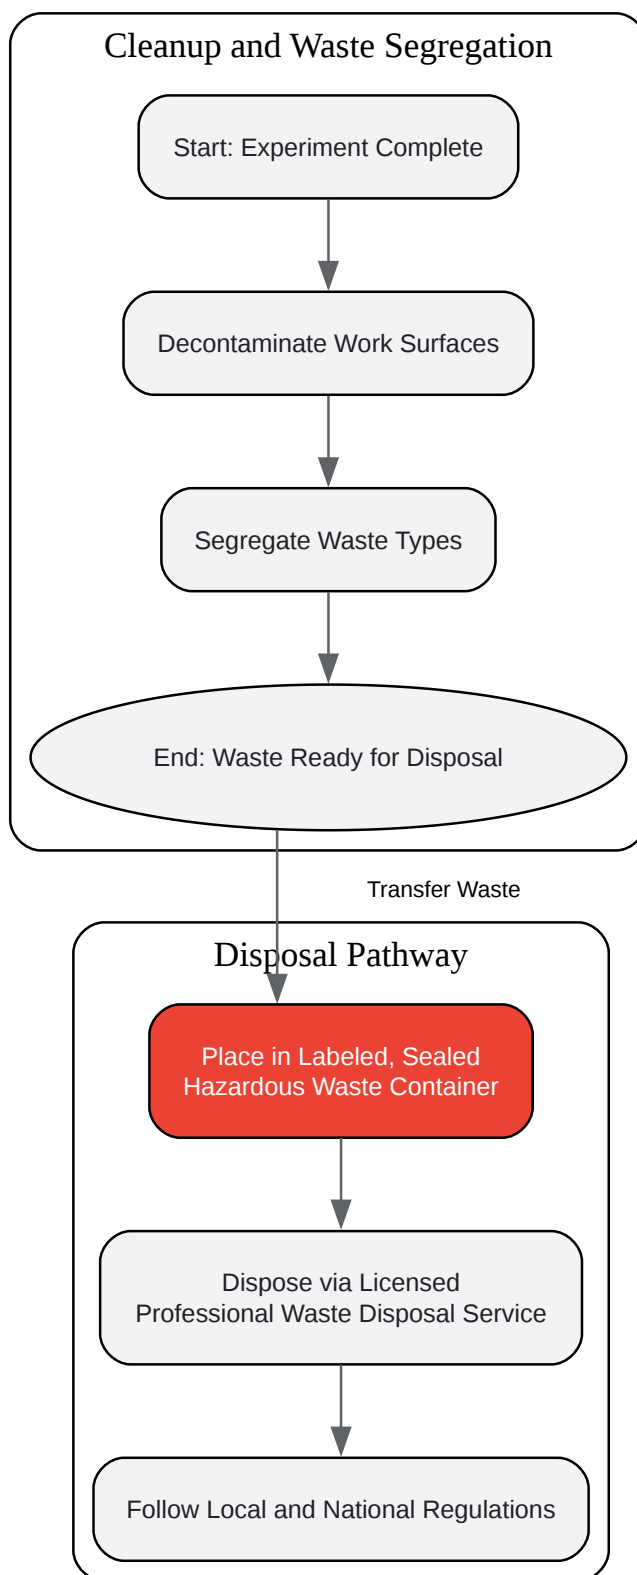 Cleanup and Waste Segregation
Start: Experiment Complete
Decontaminate Work Surfaces
Segregate Waste Types
End: Waste Ready for Disposal
Transfer Waste
Disposal Pathway
Place in Labeled, Sealed
Hazardous Waste Container
Dispose via Licensed
Professional Waste Disposal Service
Follow Local and National Regulations